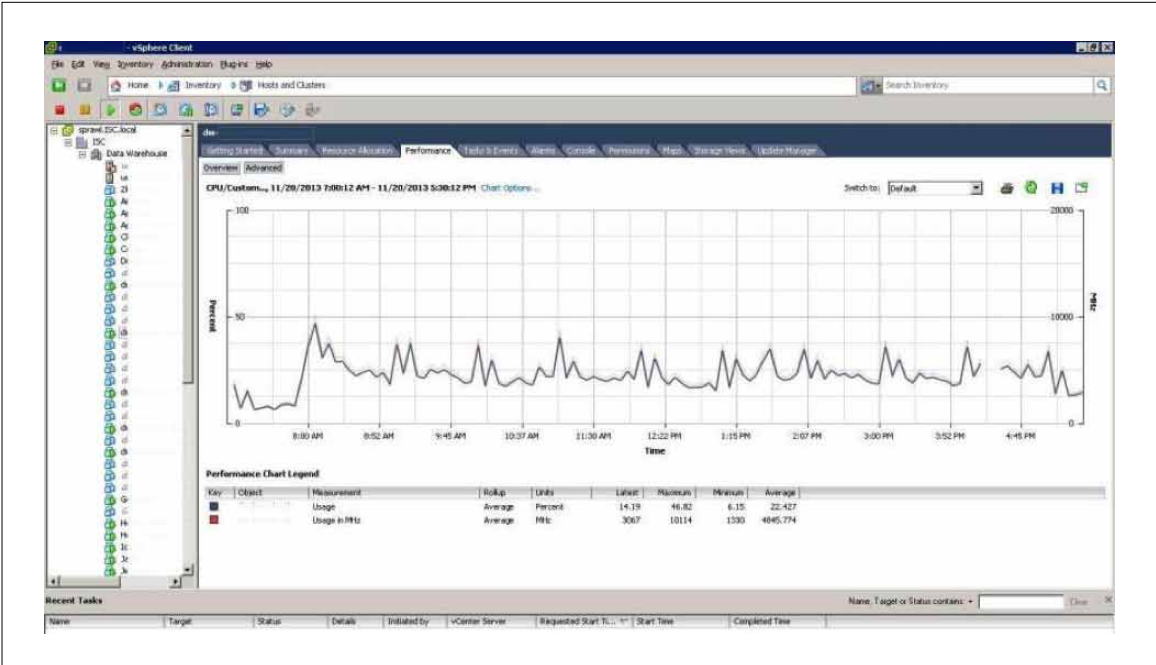 - vSphere Client
File Edit View Inventory Administration Plug-ins Help
Home Inventory Hosts and Clusters
Search Inventory
sprawl.ISC.local
ISC
Data Warehouse
Getting Started Summary Resource Allocation Performance Tasks & Events Alarms Console Permissions Maps Storage Views Update Manager
Overview Advanced
CPU/Custom..., 11/20/2013 7:00:12 AM - 11/20/2013 5:30:12 PM Chart Options...
Switch to: Default
100 20000
Percent
50 10000
MHz
0 0
8:00 AM 8:52 AM 9:45 AM 10:37 AM 11:30 AM 12:22 PM 1:15 PM 2:07 PM 3:00 PM 3:52 PM 4:45 PM
Time
Performance Chart Legend
Key Object Measurement Rollup Units Latest Maximum Minimum Average
Usage Average Percent 14.19 46.82 6.15 22.427
Usage in MHz Average MHz 3067 10114 1330 4845.774
Recent Tasks
Name, Target or Status contains: Clear
Name Target Status Details Initiated by vCenter Server Requested Start Ti... Start Time Completed Time